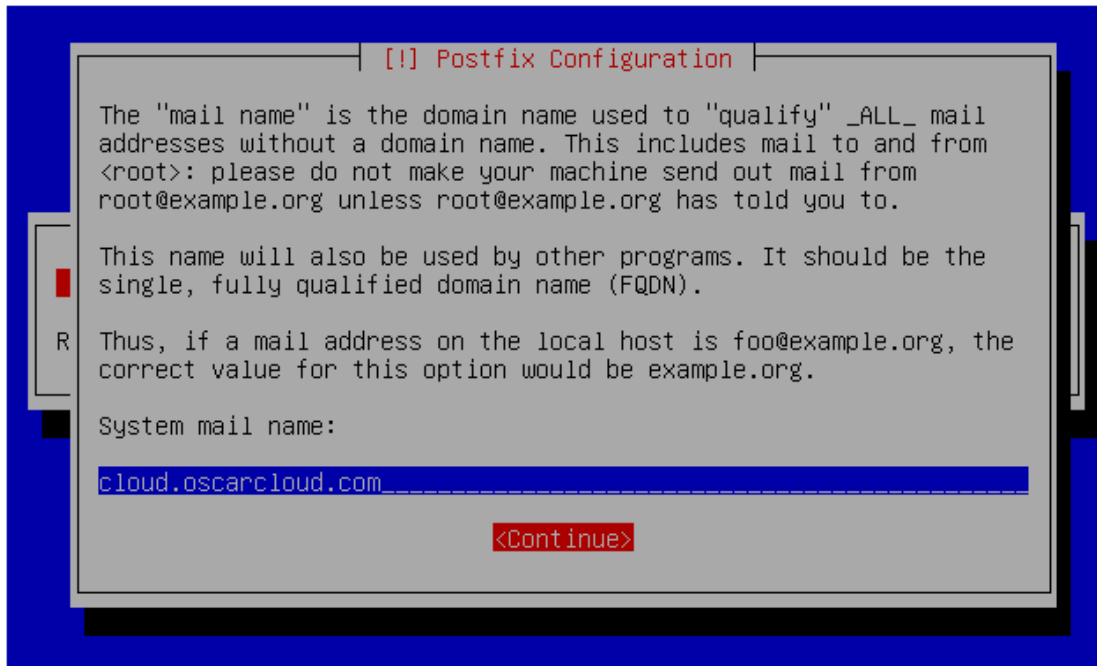 [!] Postfix Configuration
The "mail name" is the domain name used to "qualify" _ALL_ mail
addresses without a domain name. This includes mail to and from
<root>: please do not make your machine send out mail from
root@example.org unless root@example.org has told you to.
This name will also be used by other programs. It should be the
single, fully qualified domain name (FQDN).
R
Thus, if a mail address on the local host is foo@example.org, the
correct value for this option would be example.org.
System mail name:
cloud.oscarcloud.com______________________________________________
<Continue>